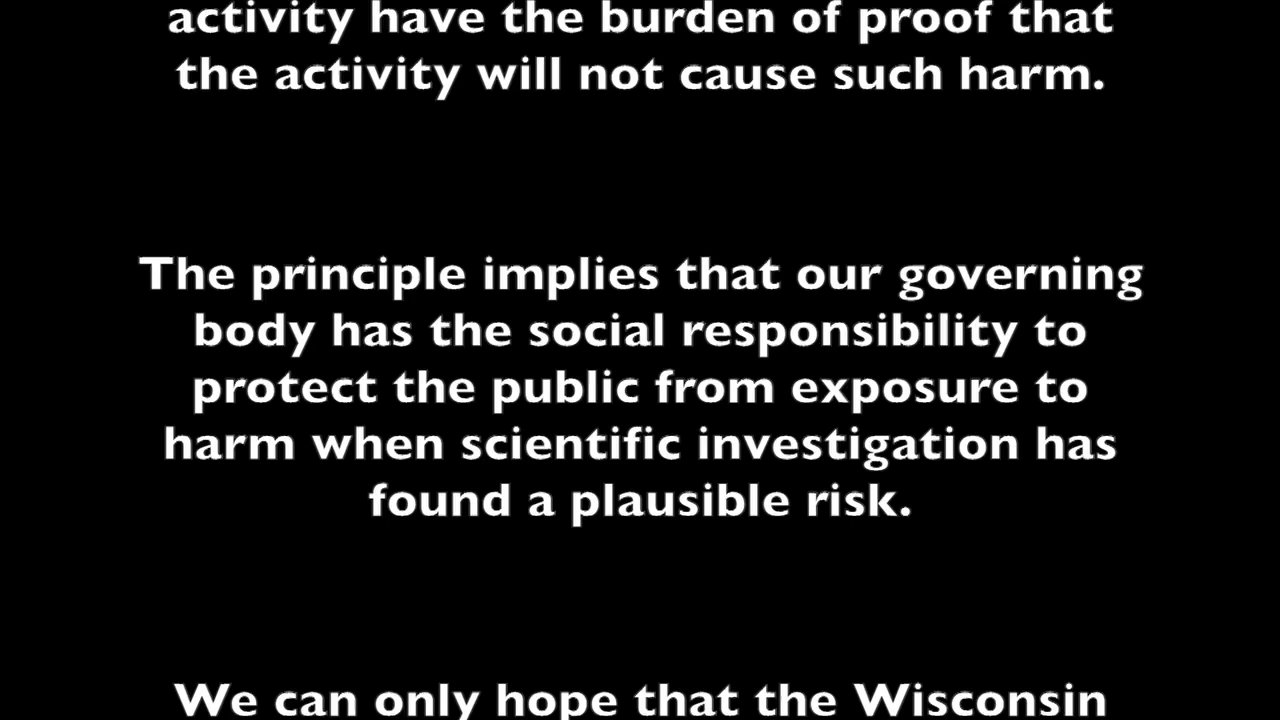 activity have the burden of proof that
the activity will not cause such harm.
The principle implies that our governing
body has the social responsibility to
protect the public from exposure to
harm when scientific investigation has
found a plausible risk.
We can only hope that the Wisconsin